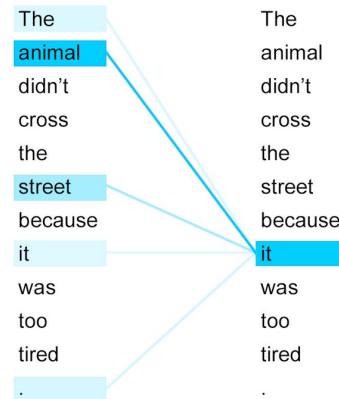 The
animal
didn’t
cross
the
street
because
it
was
too
tired
.
The
animal
didn’t
cross
the
street
because
it
was
too
tired
.